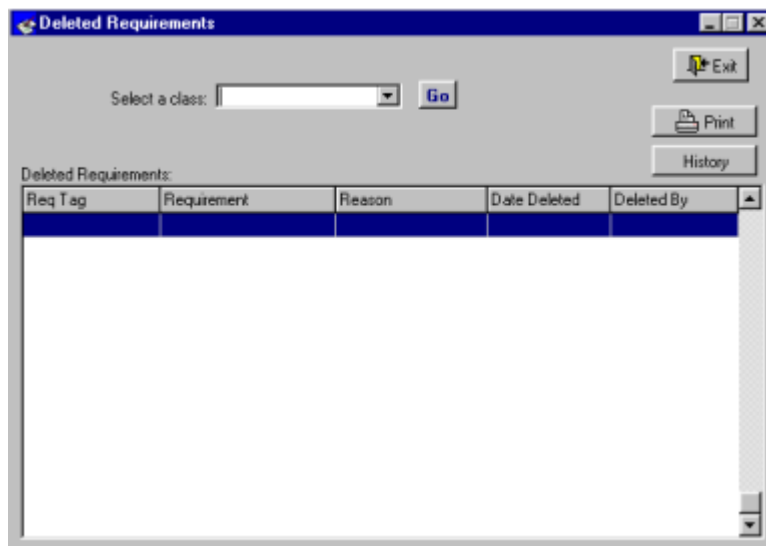 Deleted Requirements
Exit
Select a class:
Go
Print
History
Deleted Requirements:
Req Tag Requirement Reason Date Deleted Deleted By